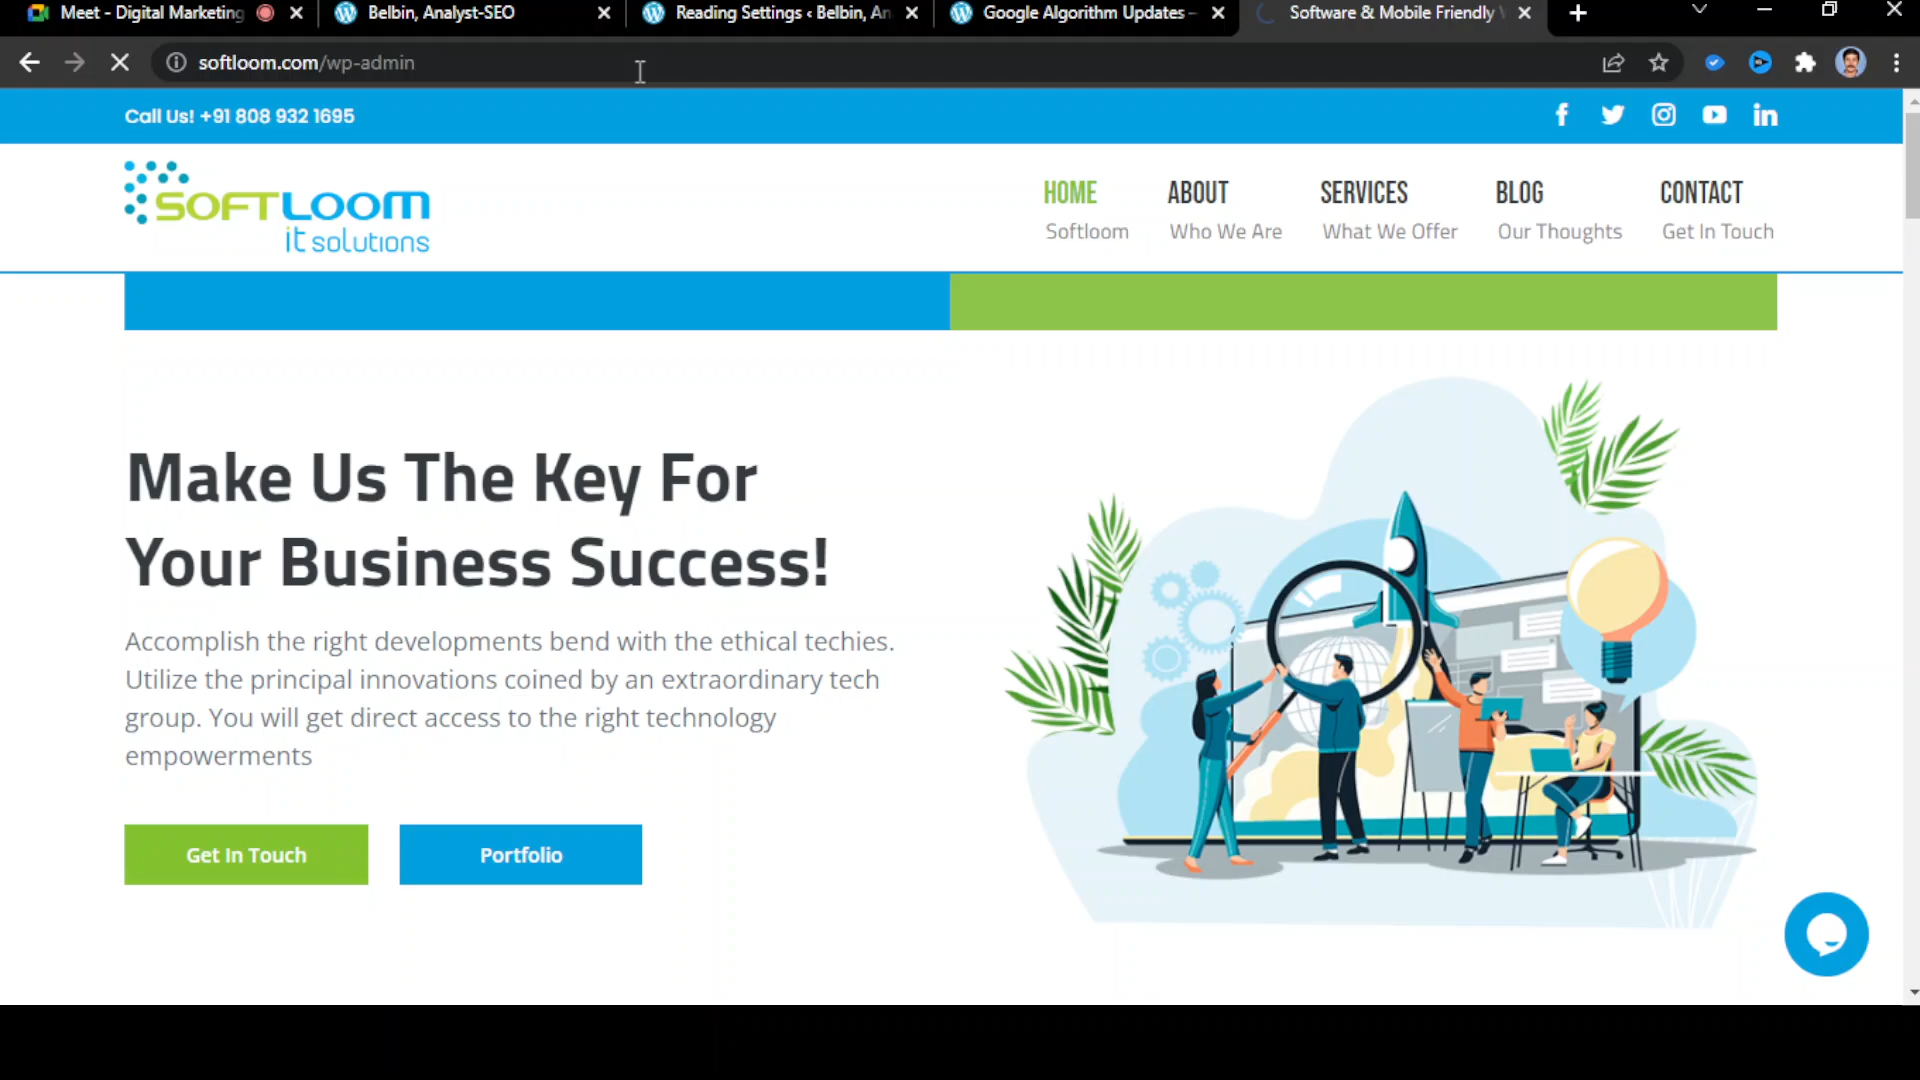 Meet - Digital Marketing
Belbin, Analyst-SEO
Reading Settings ‹ Belbin, An
Google Algorithm Updates –
Software & Mobile Friendly
softloom.com/wp-admin
Call Us! +91 808 932 1695
SOFTLOOM
it solutions
HOME
Softloom
ABOUT
Who We Are
SERVICES
What We Offer
BLOG
Our Thoughts
CONTACT
Get In Touch
Make Us The Key For
Your Business Success!
Accomplish the right developments bend with the ethical techies.
Utilize the principal innovations coined by an extraordinary tech
group. You will get direct access to the right technology
empowerments
Get In Touch
Portfolio